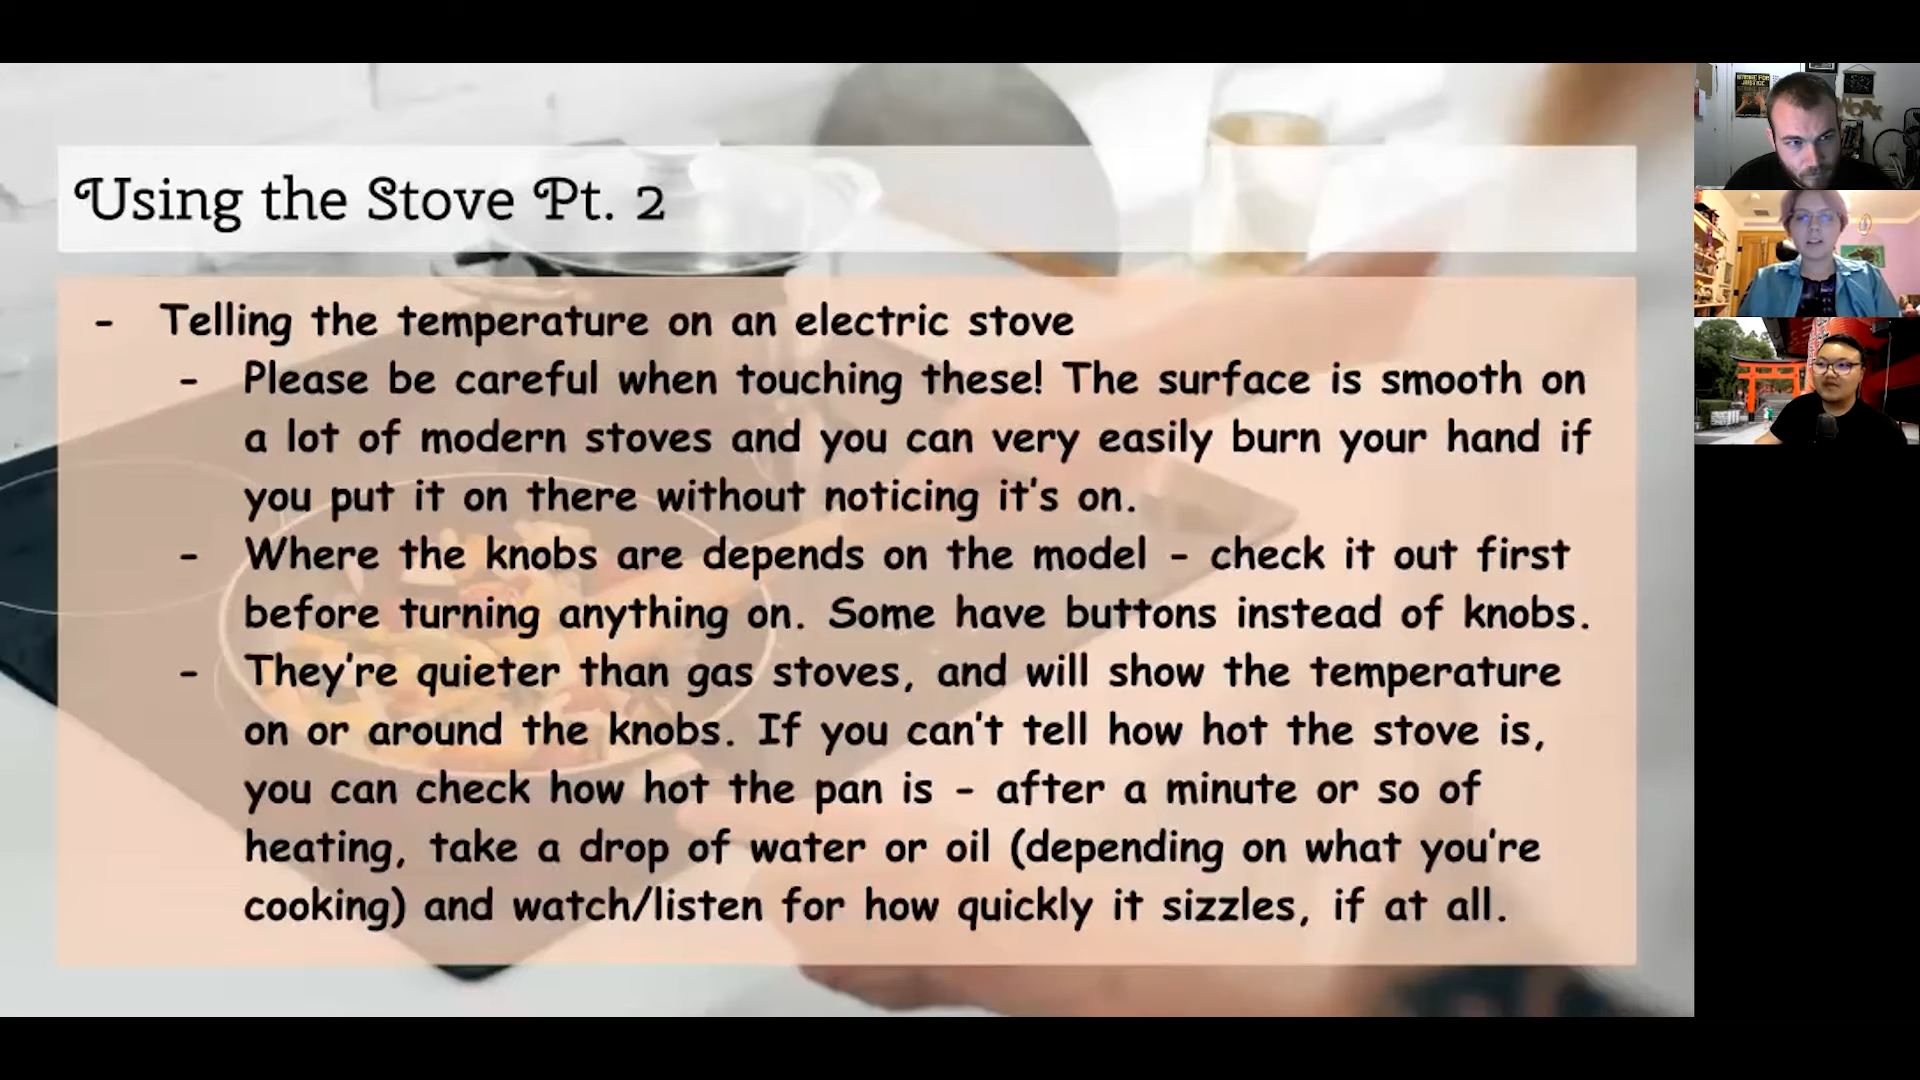 Using the Stove Pt. 2
- Telling the temperature on an electric stove
- Please be careful when touching these! The surface is smooth on
a lot of modern stoves and you can very easily burn your hand if
you put it on there without noticing it's on.
- Where the knobs are depends on the model - check it out first
before turning anything on. Some have buttons instead of knobs.
- They're quieter than gas stoves, and will show the temperature
on or around the knobs. If you can't tell how hot the stove is,
you can check how hot the pan is - after a minute or so of
heating, take a drop of water or oil (depending on what you're
cooking) and watch/listen for how quickly it sizzles, if at all.